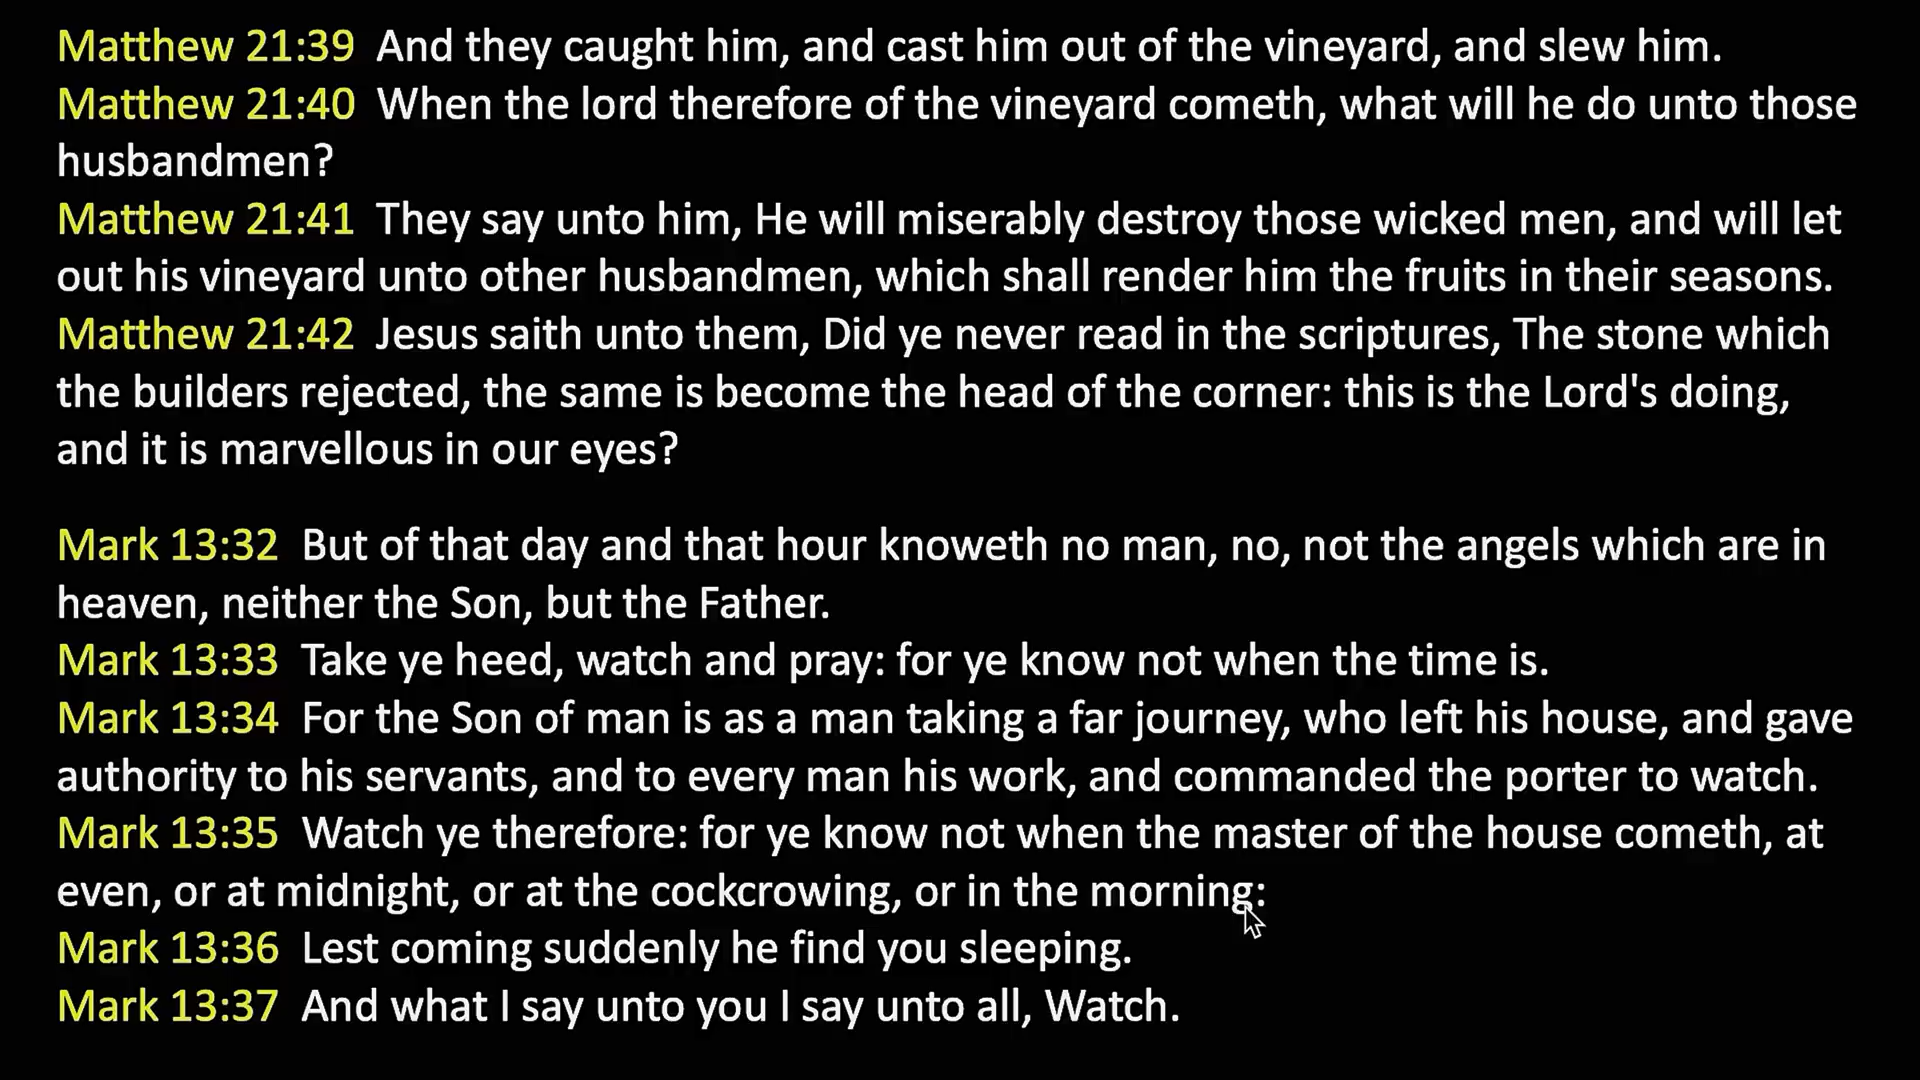 Matthew 21:39 And they caught him, and cast him out of the vineyard, and slew him.
Matthew 21:40 When the lord therefore of the vineyard cometh, what will he do unto those
husbandmen?
Matthew 21:41 They say unto him, He will miserably destroy those wicked men, and will let
out his vineyard unto other husbandmen, which shall render him the fruits in their seasons.
Matthew 21:42 Jesus saith unto them, Did ye never read in the scriptures, The stone which
the builders rejected, the same is become the head of the corner: this is the Lord's doing,
and it is marvellous in our eyes?
Mark 13:32 But of that day and that hour knoweth no man, no, not the angels which are in
heaven, neither the Son, but the Father.
Mark 13:33 Take ye heed, watch and pray: for ye know not when the time is.
Mark 13:34 For the Son of man is as a man taking a far journey, who left his house, and gave
authority to his servants, and to every man his work, and commanded the porter to watch.
Mark 13:35 Watch ye therefore: for ye know not when the master of the house cometh, at
even, or at midnight, or at the cockcrowing, or in the morning:
Mark 13:36 Lest coming suddenly he find you sleeping.
Mark 13:37 And what I say unto you I say unto all, Watch.